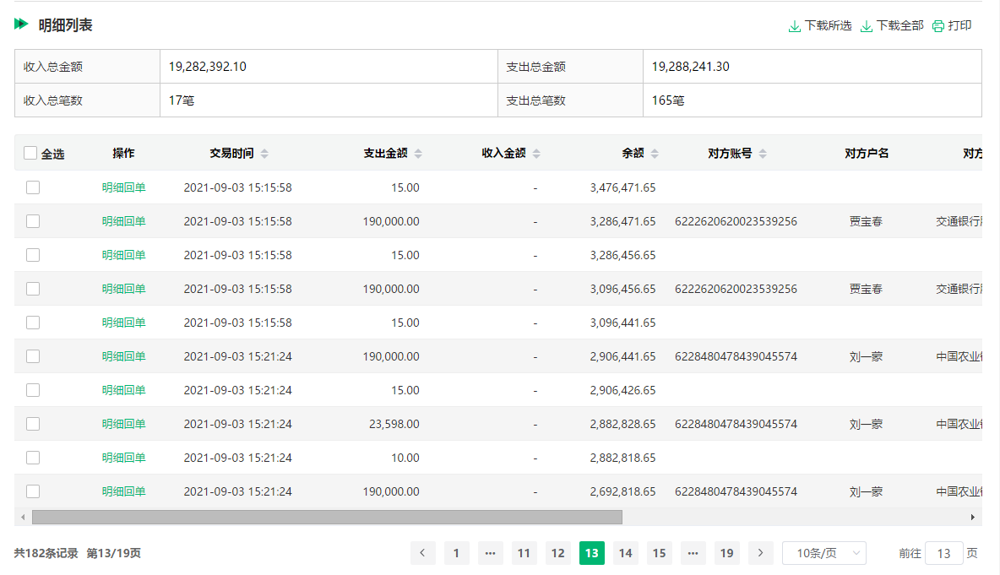 明细列表 下载所选 下载全部 打印
收入总金额 19,282,392.10 支出总金额 19,288,241.30
收入总笔数 17笔 支出总笔数 165笔
全选 操作 交易时间 支出金额 收入金额 余额 对方账号 对方户名 对方
明细回单 2021-09-03 15:15:58 15.00 - 3,476,471.65
明细回单 2021-09-03 15:15:58 190,000.00 - 3,286,471.65 6222620620023539256 贾宝春 交通银行
明细回单 2021-09-03 15:15:58 15.00 - 3,286,456.65
明细回单 2021-09-03 15:15:58 190,000.00 - 3,096,456.65 6222620620023539256 贾宝春 交通银行
明细回单 2021-09-03 15:15:58 15.00 - 3,096,441.65
明细回单 2021-09-03 15:21:24 190,000.00 - 2,906,441.65 6228480478439045574 刘一蒙 中国农业
明细回单 2021-09-03 15:21:24 15.00 - 2,906,426.65
明细回单 2021-09-03 15:21:24 23,598.00 - 2,882,828.65 6228480478439045574 刘一蒙 中国农业
明细回单 2021-09-03 15:21:24 10.00 - 2,882,818.65
明细回单 2021-09-03 15:21:24 190,000.00 - 2,692,818.65 6228480478439045574 刘一蒙 中国农业
共182条记录 第13/19页 < 1 ··· 11 12 13 14 15 ··· 19 > 10条/页 前往 13 页